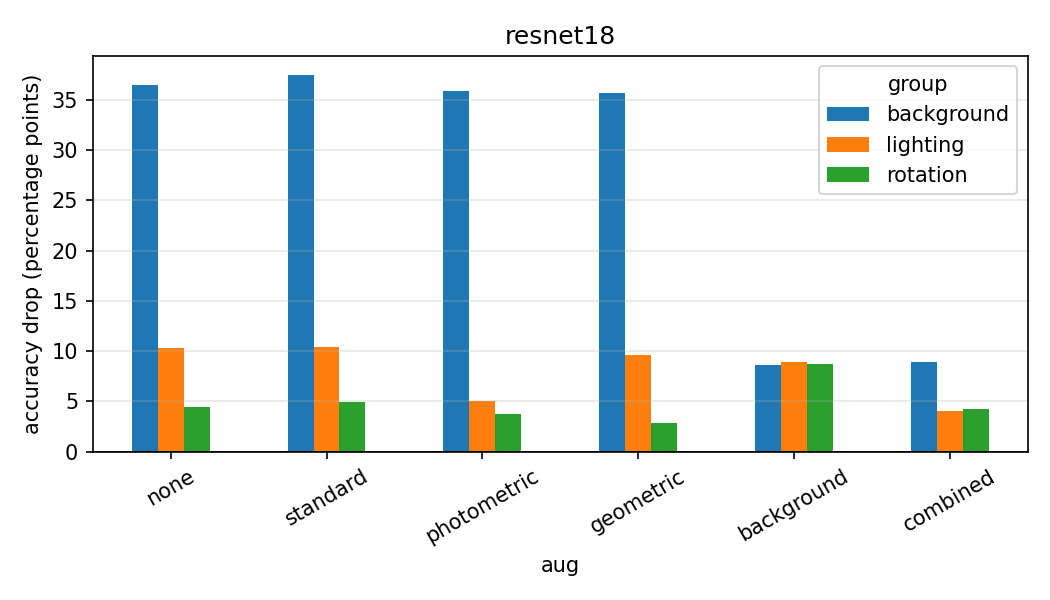 resnet18
accuracy drop (percentage points)
35
30
25
20
15
10
5
0
group
background
lighting
rotation
none
standard
photometric
geometric
background
combined
aug